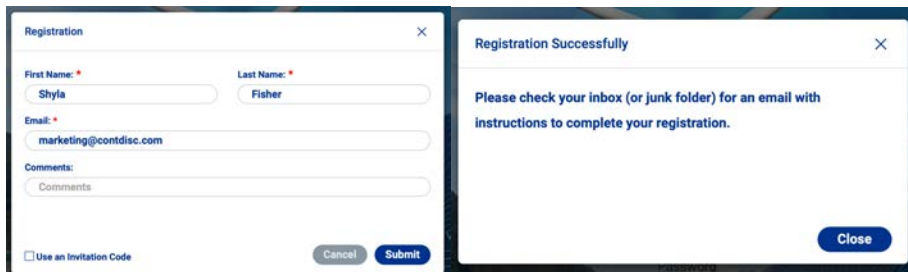 Registration
First Name: *
Last Name: *
Shyla
Fisher
Email: *
marketing@contdisc.com
Comments:
Comments
Use an Invitation Code
Cancel
Submit
Registration Successfully
Please check your inbox (or junk folder) for an email with
instructions to complete your registration.
Close
Password